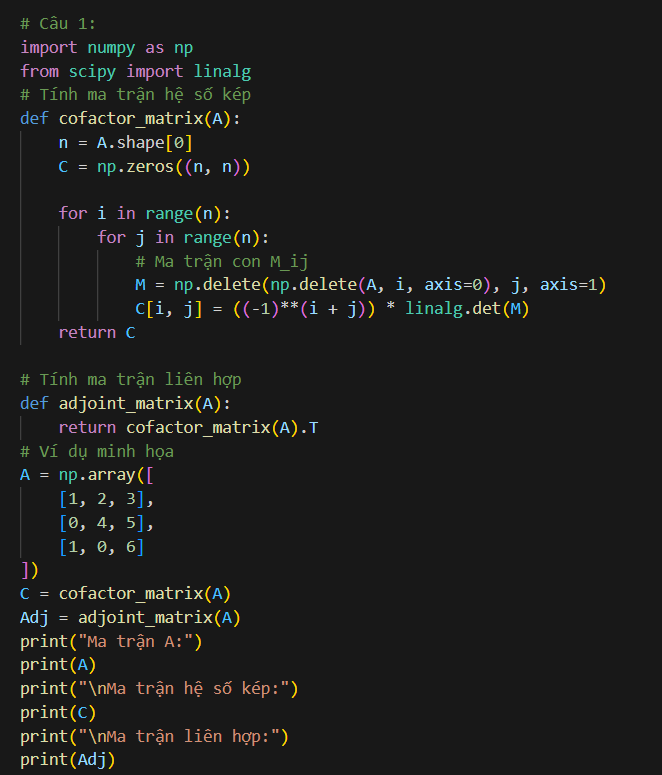 # Câu 1:
import numpy as np
from scipy import linalg
# Tính ma trận hệ số kép
def cofactor_matrix(A):
    n = A.shape[0]
    C = np.zeros((n, n))

    for i in range(n):
        for j in range(n):
            # Ma trận con M_ij
            M = np.delete(np.delete(A, i, axis=0), j, axis=1)
            C[i, j] = ((-1)**(i + j)) * linalg.det(M)
    return C

# Tính ma trận liên hợp
def adjoint_matrix(A):
    return cofactor_matrix(A).T
# Ví dụ minh họa
A = np.array([
    [1, 2, 3],
    [0, 4, 5],
    [1, 0, 6]
])
C = cofactor_matrix(A)
Adj = adjoint_matrix(A)
print("Ma trận A:")
print(A)
print("\nMa trận hệ số kép:")
print(C)
print("\nMa trận liên hợp:")
print(Adj)